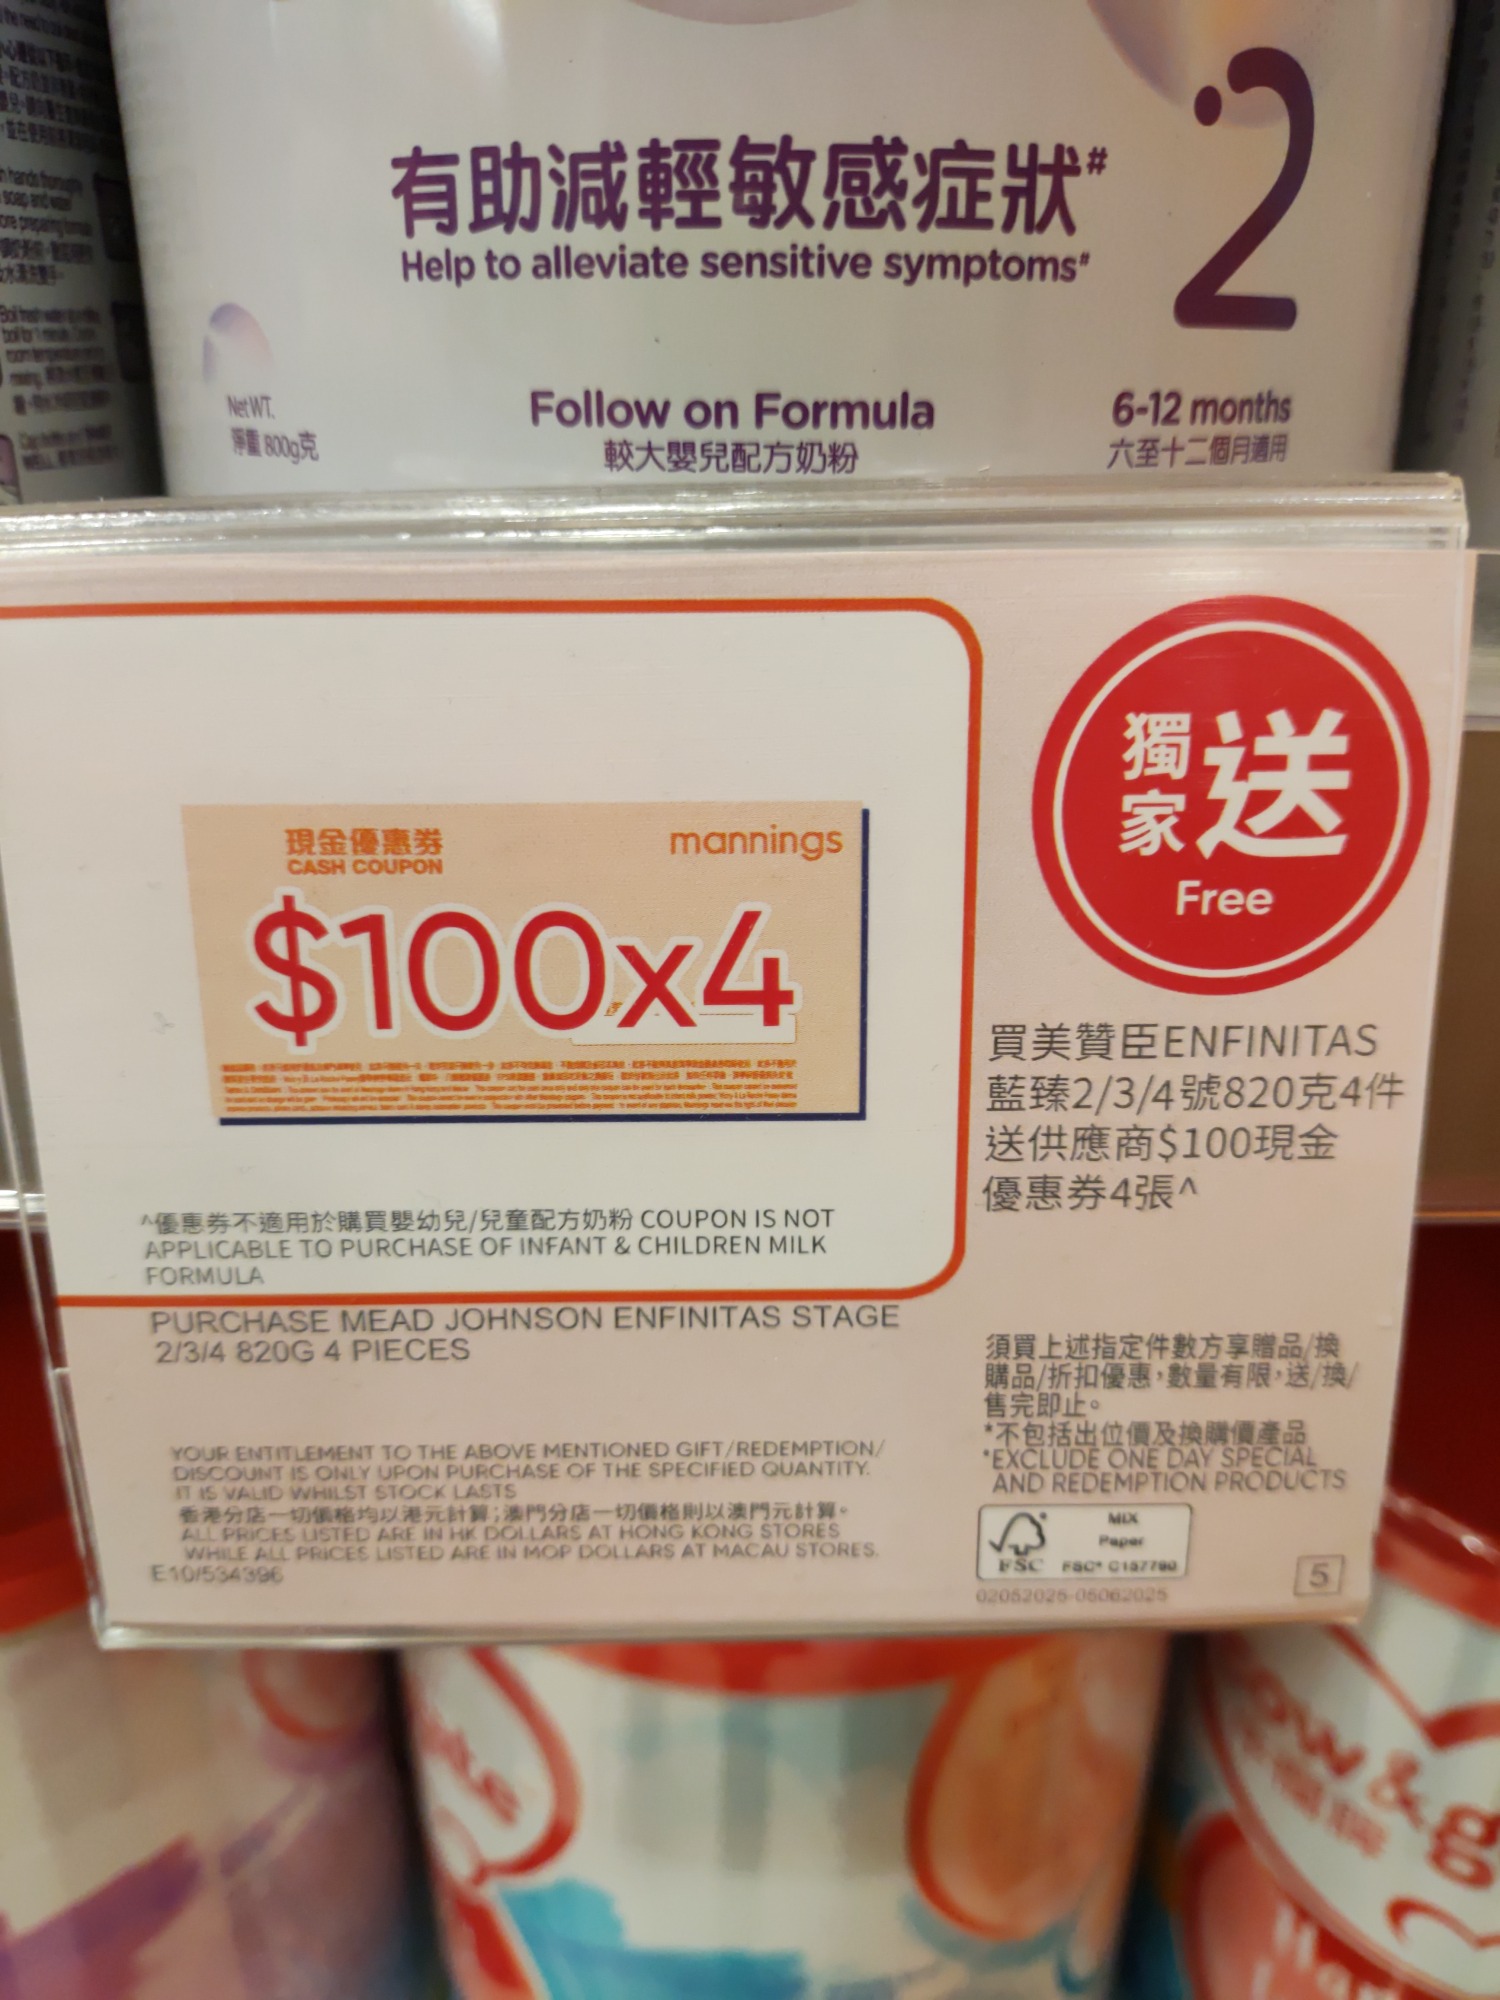 有助減輕敏感症狀#
Help to alleviate sensitive symptoms#
2
Net WT.
淨重 800g克
Follow on Formula
較大嬰兒配方奶粉
6-12 months
六至十二個月適用
獨家送
Free
現金優惠券
CASH COUPON
mannings
$100x4
買美贊臣ENFINITAS
藍臻2/3/4號820克4件
送供應商$100現金
優惠券4張^
^優惠券不適用於購買嬰幼兒/兒童配方奶粉 COUPON IS NOT
APPLICABLE TO PURCHASE OF INFANT & CHILDREN MILK
FORMULA
PURCHASE MEAD JOHNSON ENFINITAS STAGE
2/3/4 820G 4 PIECES
須買上述指定件數方享贈品/換
購品/折扣優惠，數量有限，送/換/
售完即止。
*不包括出位價及換購價產品
*EXCLUDE ONE DAY SPECIAL
AND REDEMPTION PRODUCTS
YOUR ENTITLEMENT TO THE ABOVE MENTIONED GIFT/REDEMPTION/
DISCOUNT IS ONLY UPON PURCHASE OF THE SPECIFIED QUANTITY.
IT IS VALID WHILST STOCK LASTS
香港分店一切價格均以港元計算；澳門分店一切價格則以澳門元計算。
ALL PRICES LISTED ARE IN HK DOLLARS AT HONG KONG STORES
WHILE ALL PRICES LISTED ARE IN MOP DOLLARS AT MACAU STORES.
E10/534396
FSC
MIX
Paper
FSC® C157790
02052025-05062025
5